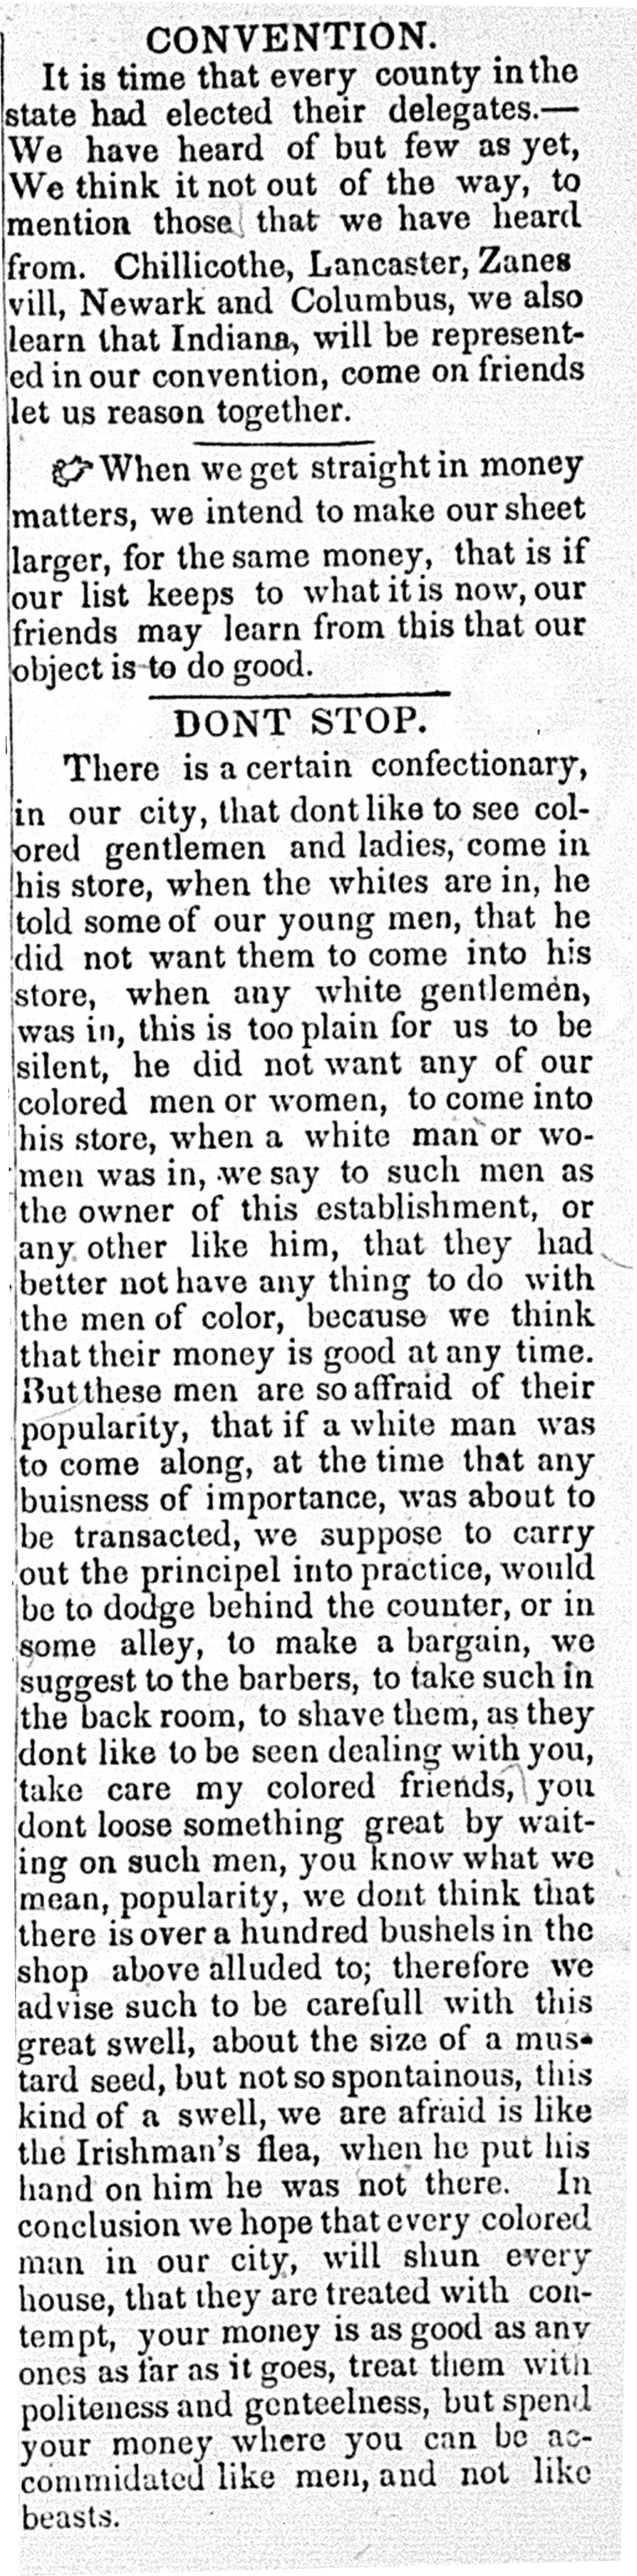 CONVENTION.
It is time that every county in the
state had elected their delegates.—
We have heard of but few as yet,
We think it not out of the way, to
mention those that we have heard
from. Chillicothe, Lancaster, Zanes
vill, Newark and Columbus, we also
learn that Indiana, will be represent-
ed in our convention, come on friends
let us reason together.
☞ When we get straight in money
matters, we intend to make our sheet
larger, for the same money, that is if
our list keeps to what it is now, our
friends may learn from this that our
object is to do good.
DONT STOP.
There is a certain confectionary,
in our city, that dont like to see col-
ored gentlemen and ladies, come in
his store, when the whites are in, he
told some of our young men, that he
did not want them to come into his
store, when any white gentlemen,
was in, this is too plain for us to be
silent, he did not want any of our
colored men or women, to come into
his store, when a white man or wo-
men was in, we say to such men as
the owner of this establishment, or
any other like him, that they had
better not have any thing to do with
the men of color, because we think
that their money is good at any time.
But these men are so affraid of their
popularity, that if a white man was
to come along, at the time that any
buisness of importance, was about to
be transacted, we suppose to carry
out the principel into practice, would
be to dodge behind the counter, or in
some alley, to make a bargain, we
suggest to the barbers, to take such in
the back room, to shave them, as they
dont like to be seen dealing with you,
take care my colored friends, you
dont loose something great by wait-
ing on such men, you know what we
mean, popularity, we dont think that
there is over a hundred bushels in the
shop above alluded to; therefore we
advise such to be carefull with this
great swell, about the size of a mus-
tard seed, but not so spontainous, this
kind of a swell, we are afraid is like
the Irishman's flea, when he put his
hand on him he was not there. In
conclusion we hope that every colored
man in our city, will shun every
house, that they are treated with con-
tempt, your money is as good as any
ones as far as it goes, treat them with
politeness and genteelness, but spend
your money where you can be ac-
commidated like men, and not like
beasts.